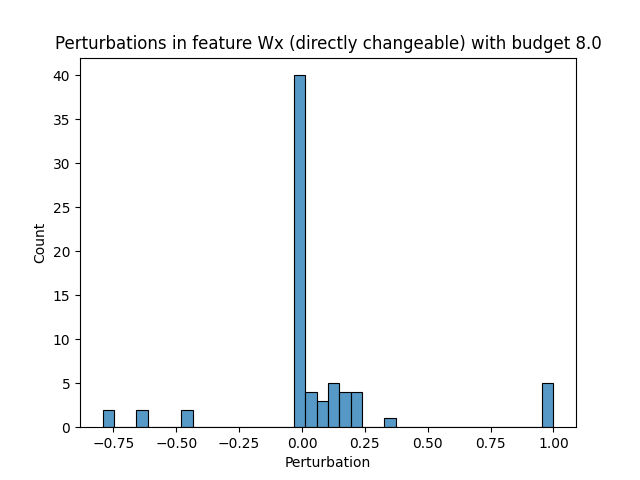 Perturbations in feature Wx (directly changeable) with budget 8.0
40
35
30
25
20
15
10
5
0
Count
−0.75 −0.50 −0.25 0.00 0.25 0.50 0.75 1.00
Perturbation